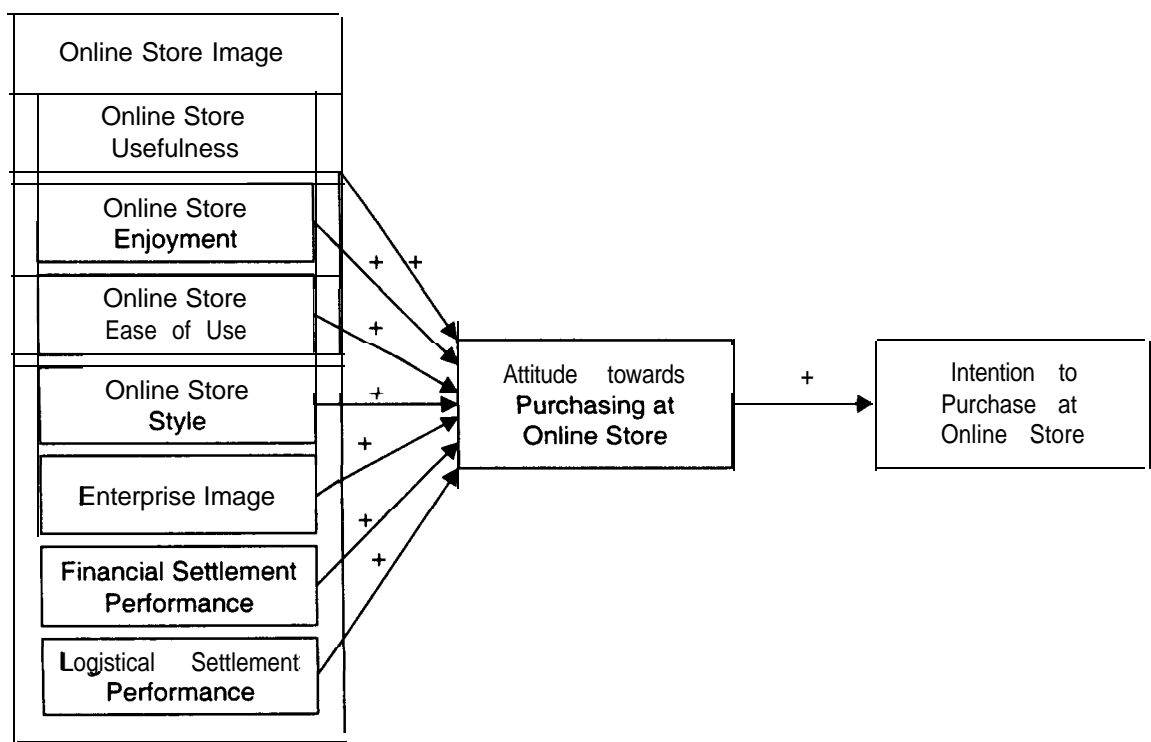 Online Store Image
Online Store
Usefulness
Online Store
Enjoyment
+ +
Online Store
Ease of Use
+
Online Store
Style
+
Enterprise Image
+
Financial Settlement
Performance
+
Logistical Settlement
Performance
+
Attitude towards
Purchasing at
Online Store
+
Intention to
Purchase at
Online Store